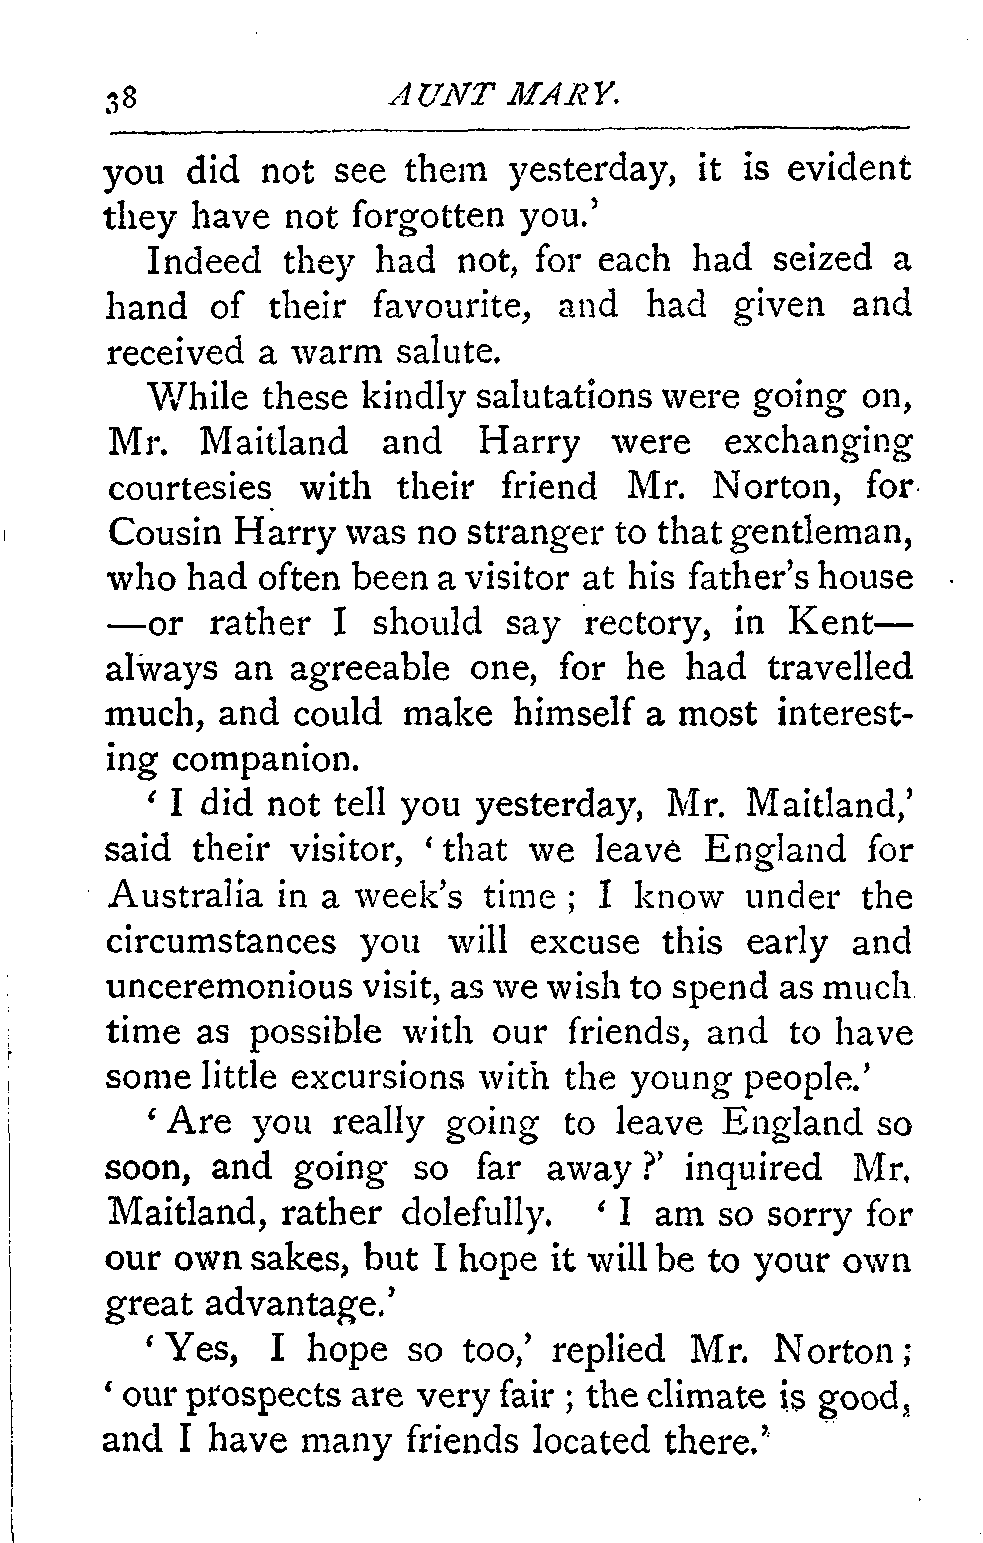 38 AUNT MARY.
you did not see them yesterday, it is evident
they have not forgotten you.’
Indeed they had not, for each had seized a
hand of their favourite, and had given and
received a warm salute.
While these kindly salutations were going on,
Mr. Maitland and Harry were exchanging
courtesies with their friend Mr. Norton, for
Cousin Harry was no stranger to that gentleman,
who had often been a visitor at his father’s house
—or rather I should say rectory, in Kent—
always an agreeable one, for he had travelled
much, and could make himself a most interest-
ing companion.
‘ I did not tell you yesterday, Mr. Maitland,’
said their visitor, ‘ that we leave England for
Australia in a week’s time ; I know under the
circumstances you will excuse this early and
unceremonious visit, as we wish to spend as much
time as possible with our friends, and to have
some little excursions with the young people.’
‘ Are you really going to leave England so
soon, and going so far away ?’ inquired Mr.
Maitland, rather dolefully. ‘ I am so sorry for
our own sakes, but I hope it will be to your own
great advantage.’
‘ Yes, I hope so too,’ replied Mr. Norton ;
‘ our prospects are very fair ; the climate is good,
and I have many friends located there.’